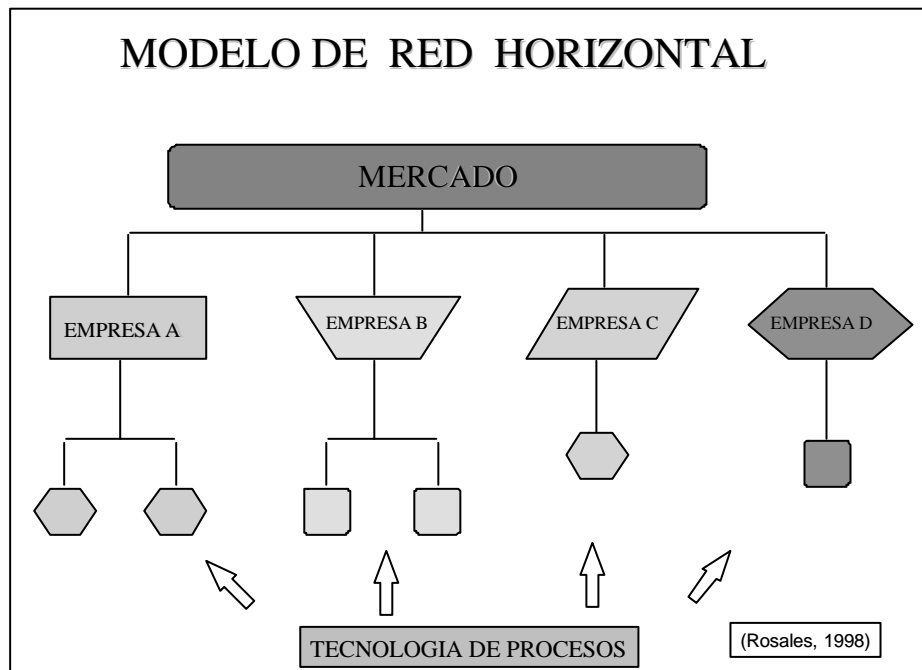 MODELO DE RED HORIZONTAL
MERCADO
EMPRESA A
EMPRESA B
EMPRESA C
EMPRESA D
TECNOLOGIA DE PROCESOS
(Rosales, 1998)